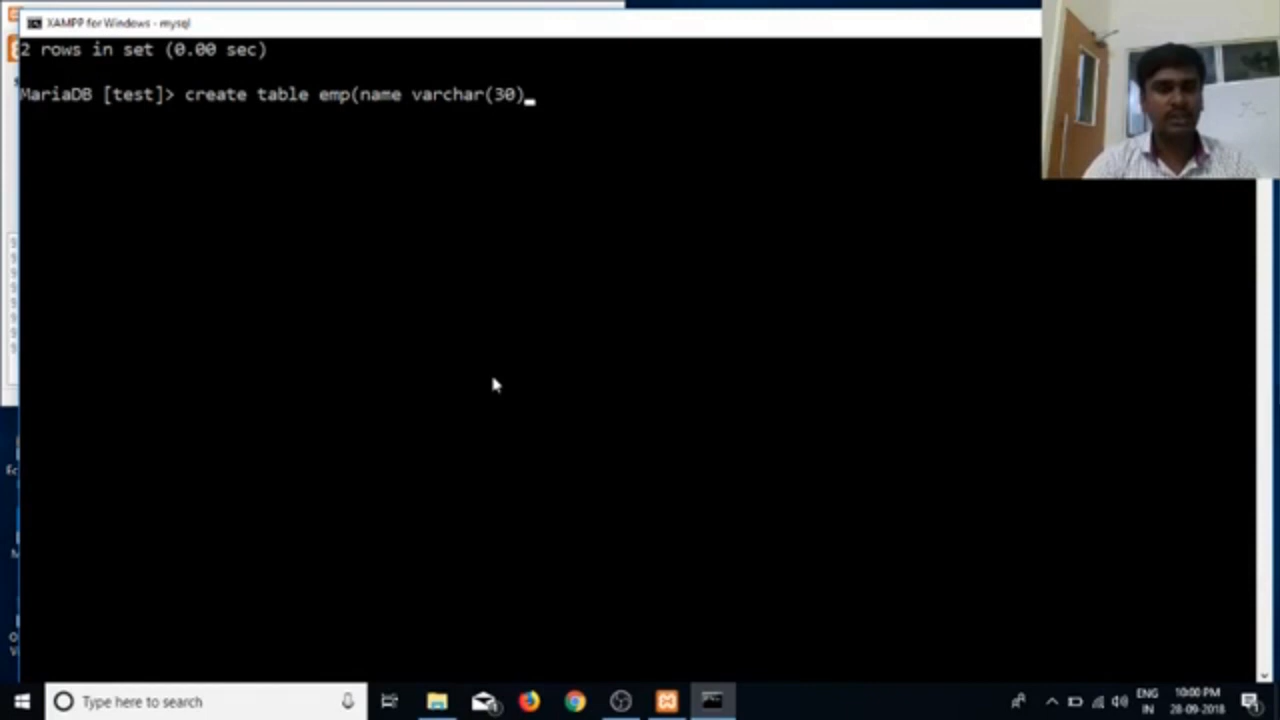 XAMPP for Windows - mysql
2 rows in set (0.00 sec)
MariaDB [test]> create table emp(name varchar(30)
Type here to search
ENG
IN
10:00 PM
28-09-2018